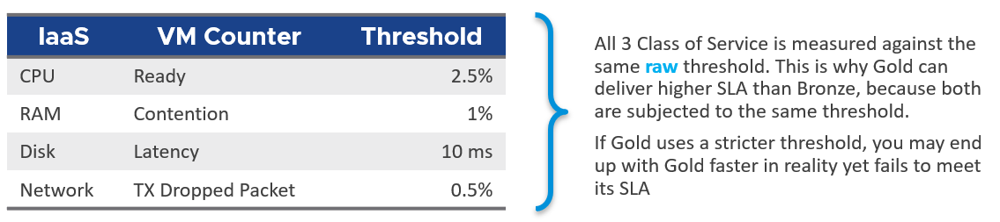 IaaS VM Counter Threshold
CPU Ready 2.5%
RAM Contention 1%
Disk Latency 10 ms
Network TX Dropped Packet 0.5%
All 3 Class of Service is measured against the
same raw threshold. This is why Gold can
deliver higher SLA than Bronze, because both
are subjected to the same threshold.
If Gold uses a stricter threshold, you may end
up with Gold faster in reality yet fails to meet
its SLA